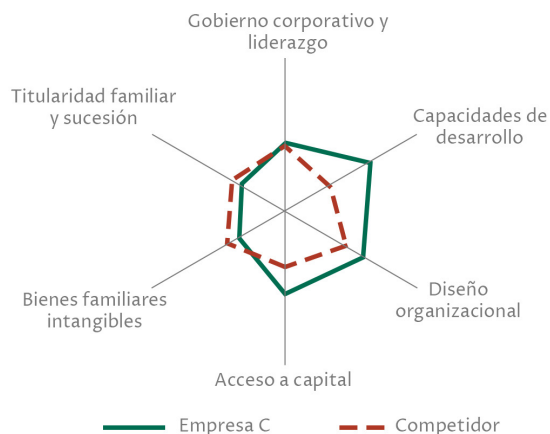 Gobierno corporativo y
liderazgo
Titularidad familiar
y sucesión
Capacidades de
desarrollo
Bienes familiares
intangibles
Diseño
organizacional
Acceso a capital
Empresa C
Competidor